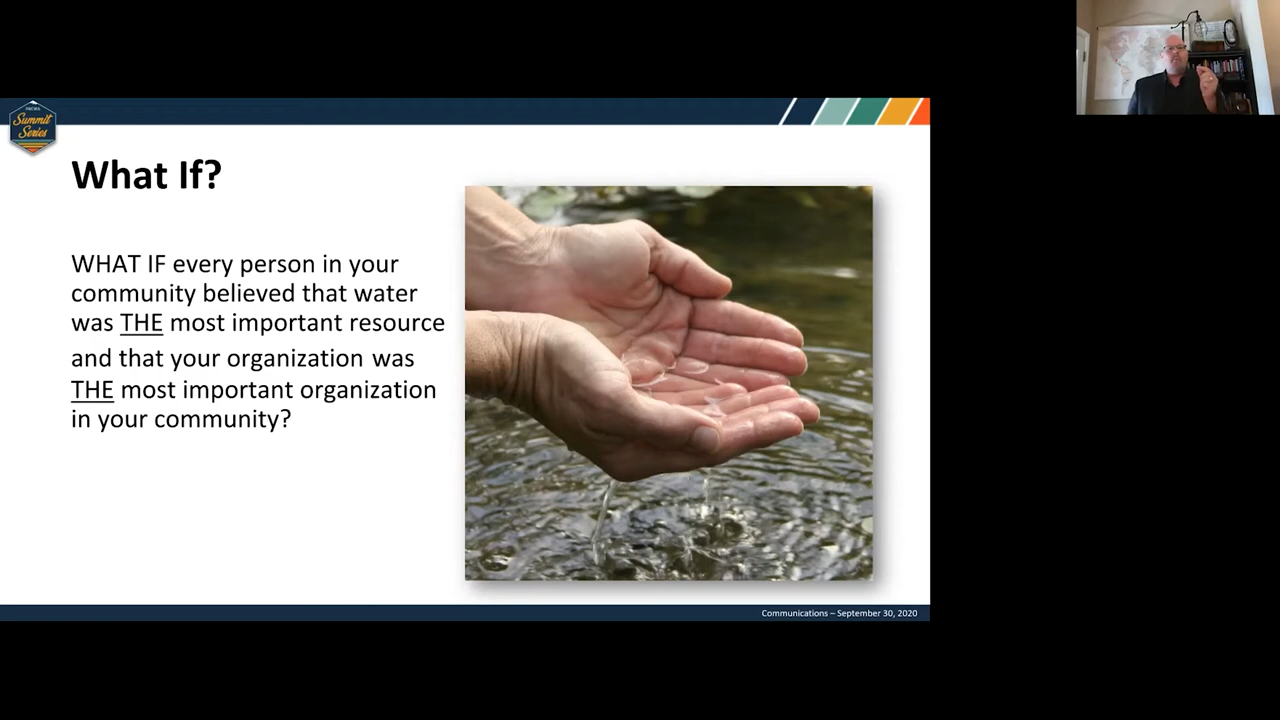 Summit
Series
What If?
WHAT IF every person in your
community believed that water
was THE most important resource
and that your organization was
THE most important organization
in your community?
Communications – September 30, 2020